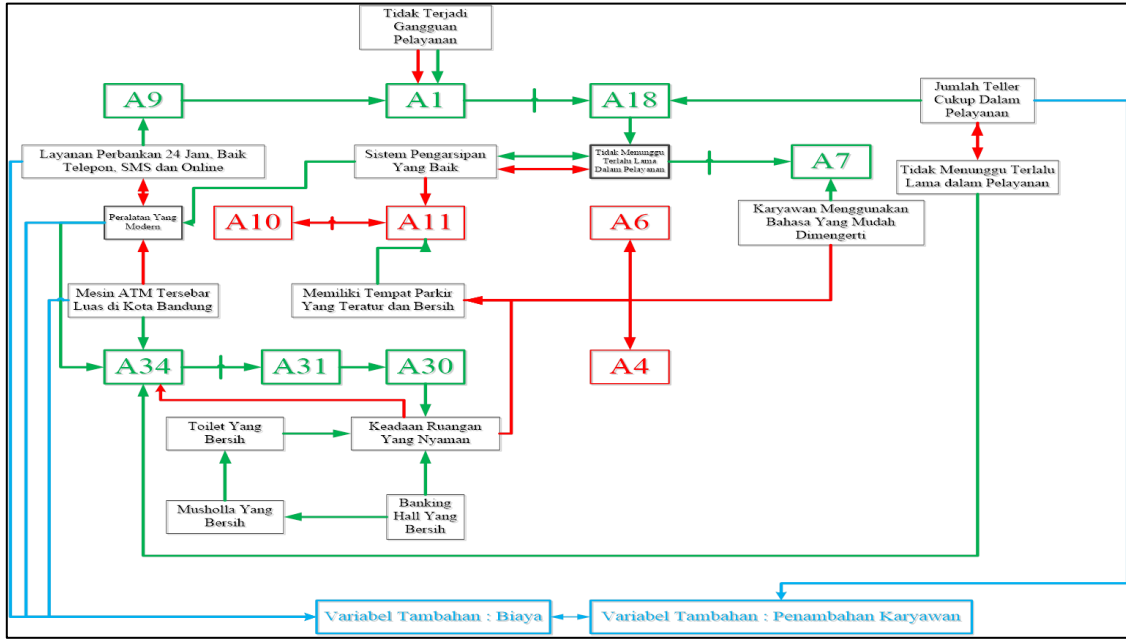 Tidak Terjadi
Gangguan
Pelayanan
A9
A1
A18
Jumlah Teller
Cukup Dalam
Pelayanan
Layanan Perbankan 24 Jam, Baik
Telepon, SMS dan Online
Sistem Pengarsipan
Yang Baik
Tidak Menunggu
Terlalu Lama
Dalam Pelayanan
A7
Tidak Menunggu Terlalu
Lama dalam Pelayanan
Peralatan Yang
Modern
A10
A11
A6
Karyawan Menggunakan
Bahasa Yang Mudah
Dimengerti
Mesin ATM Tersebar
Luas di Kota Bandung
Memiliki Tempat Parkir
Yang Teratur dan Bersih
A34
A31
A30
A4
Toilet Yang
Bersih
Keadaan Ruangan
Yang Nyaman
Musholla Yang
Bersih
Banking
Hall Yang
Bersih
Variabel Tambahan : Biaya
Variabel Tambahan : Penambahan Karyawan